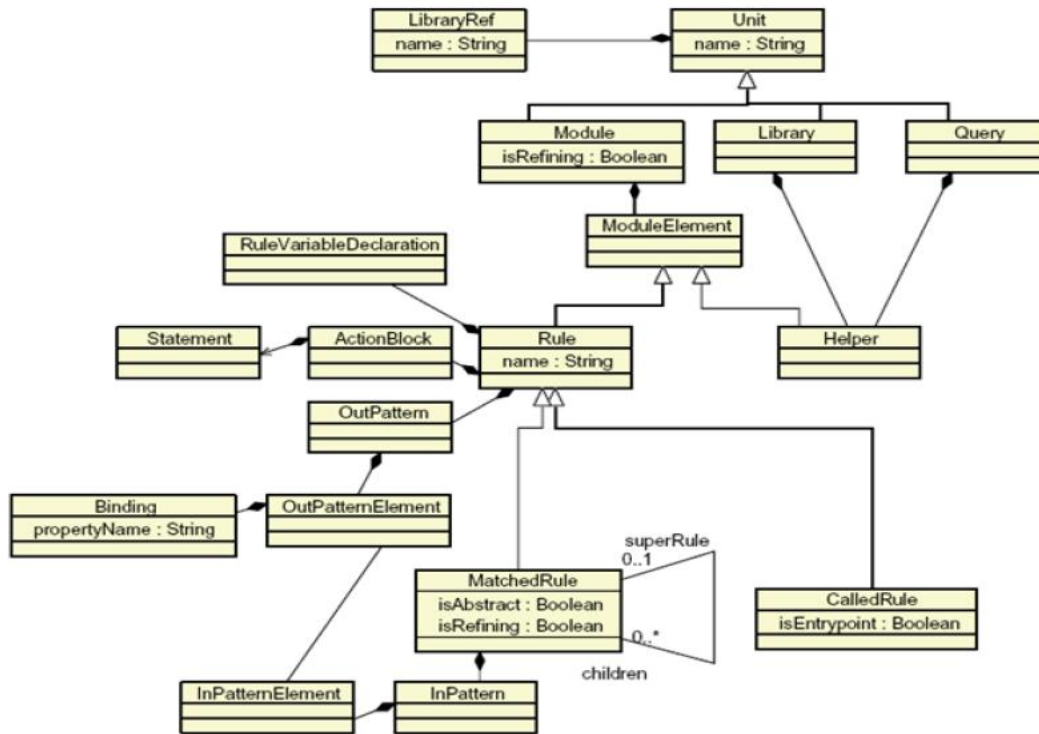 LibraryRef
name : String
Unit
name : String
Module
isRefining : Boolean
Library
Query
ModuleElement
RuleVariableDeclaration
Statement
ActionBlock
Rule
name : String
Helper
OutPattern
Binding
propertyName : String
OutPatternElement
superRule
0..1
MatchedRule
isAbstract : Boolean
isRefining : Boolean
0..*
children
CalledRule
isEntrypoint : Boolean
InPatternElement
InPattern